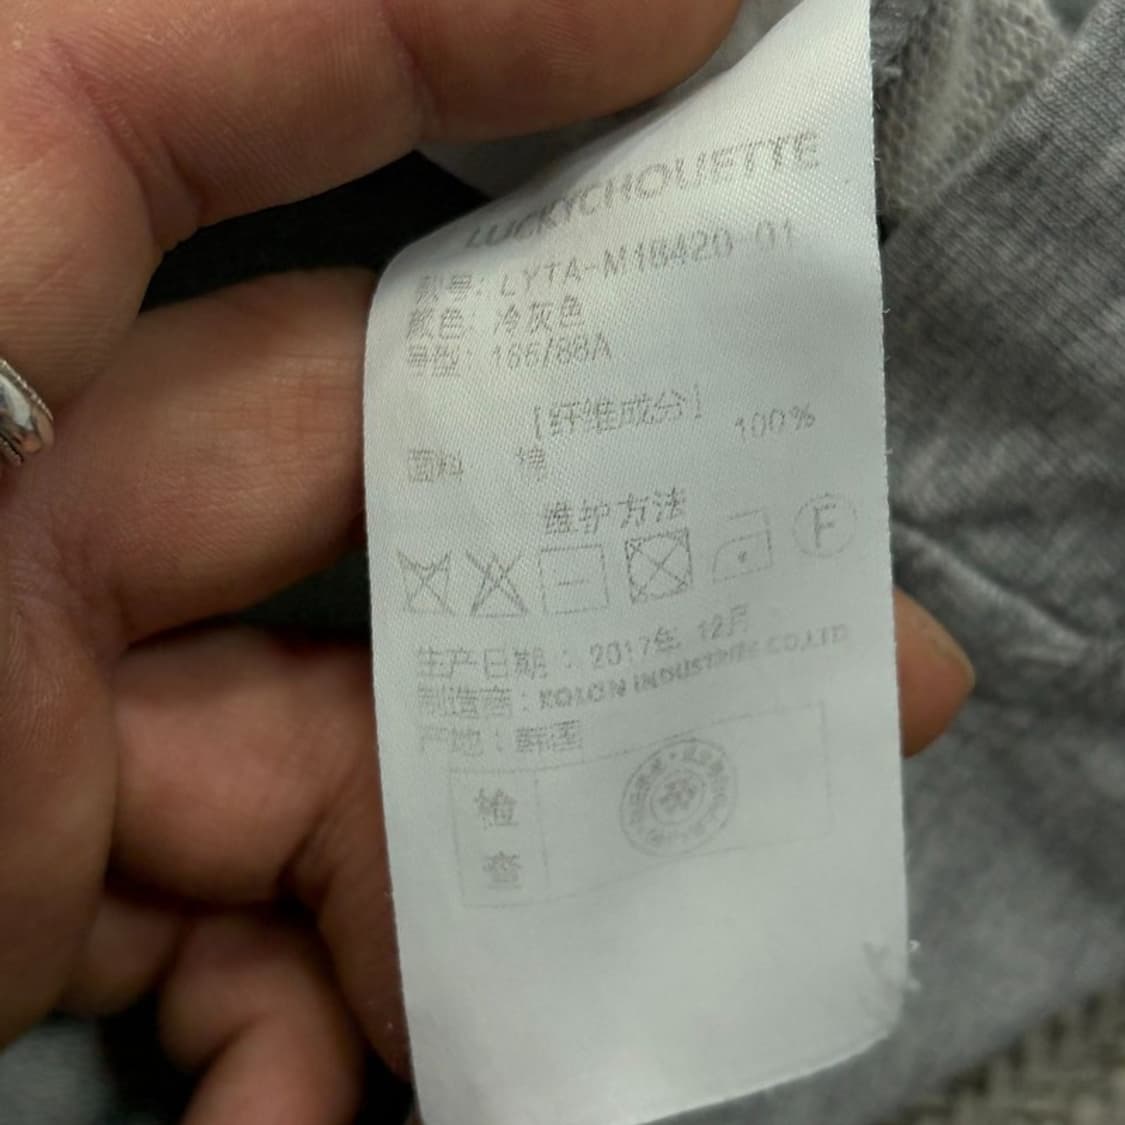 LUCKYCHOUETTE
款号: LYTA-M18420-01
颜色: 冷灰色
号型: 165/88A
[纤维成分]
面料 棉 100%
维护方法
F
生产日期 : 2017年 12月
制造商 : KOLON INDUSTRIES CO,LTD
产地 : 韩国
检
查